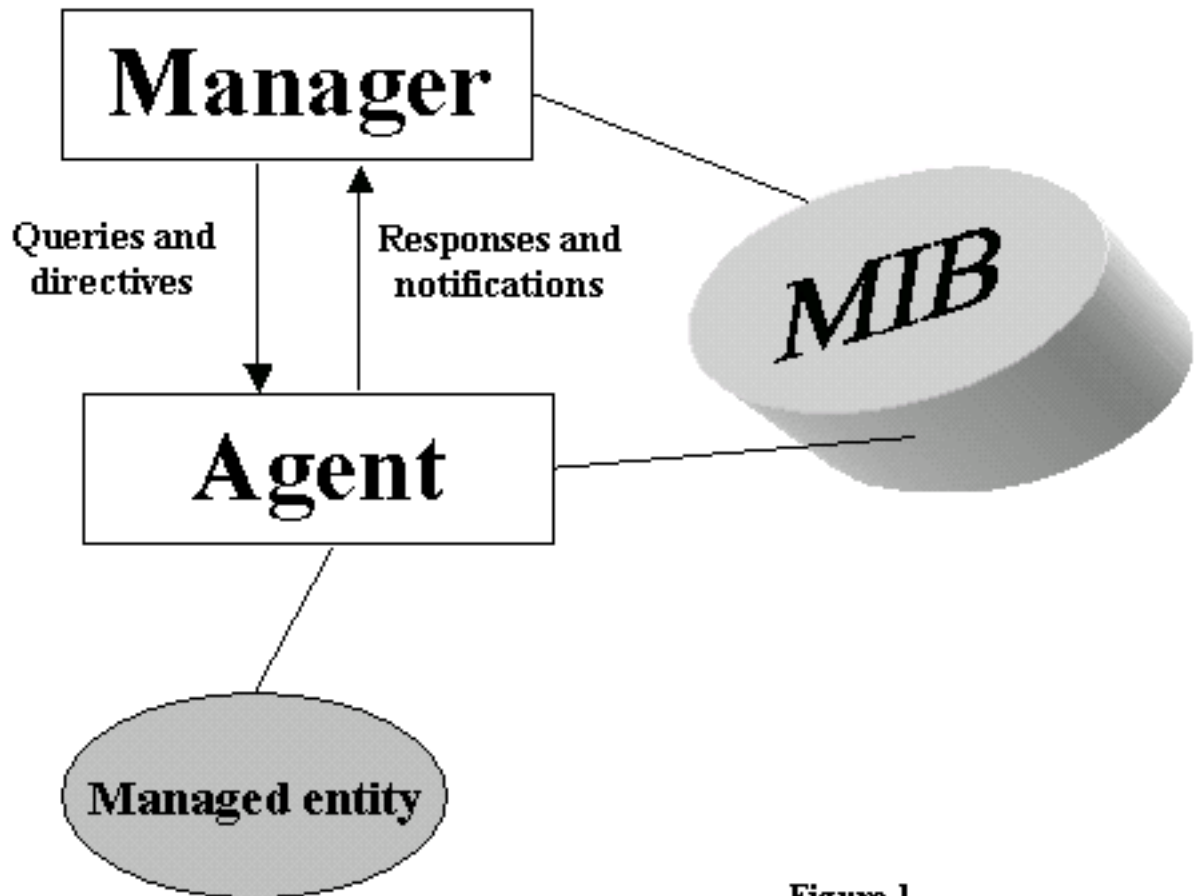 Manager
Queries and
directives
Responses and
notifications
MIB
Agent
Managed entity
Figure 1